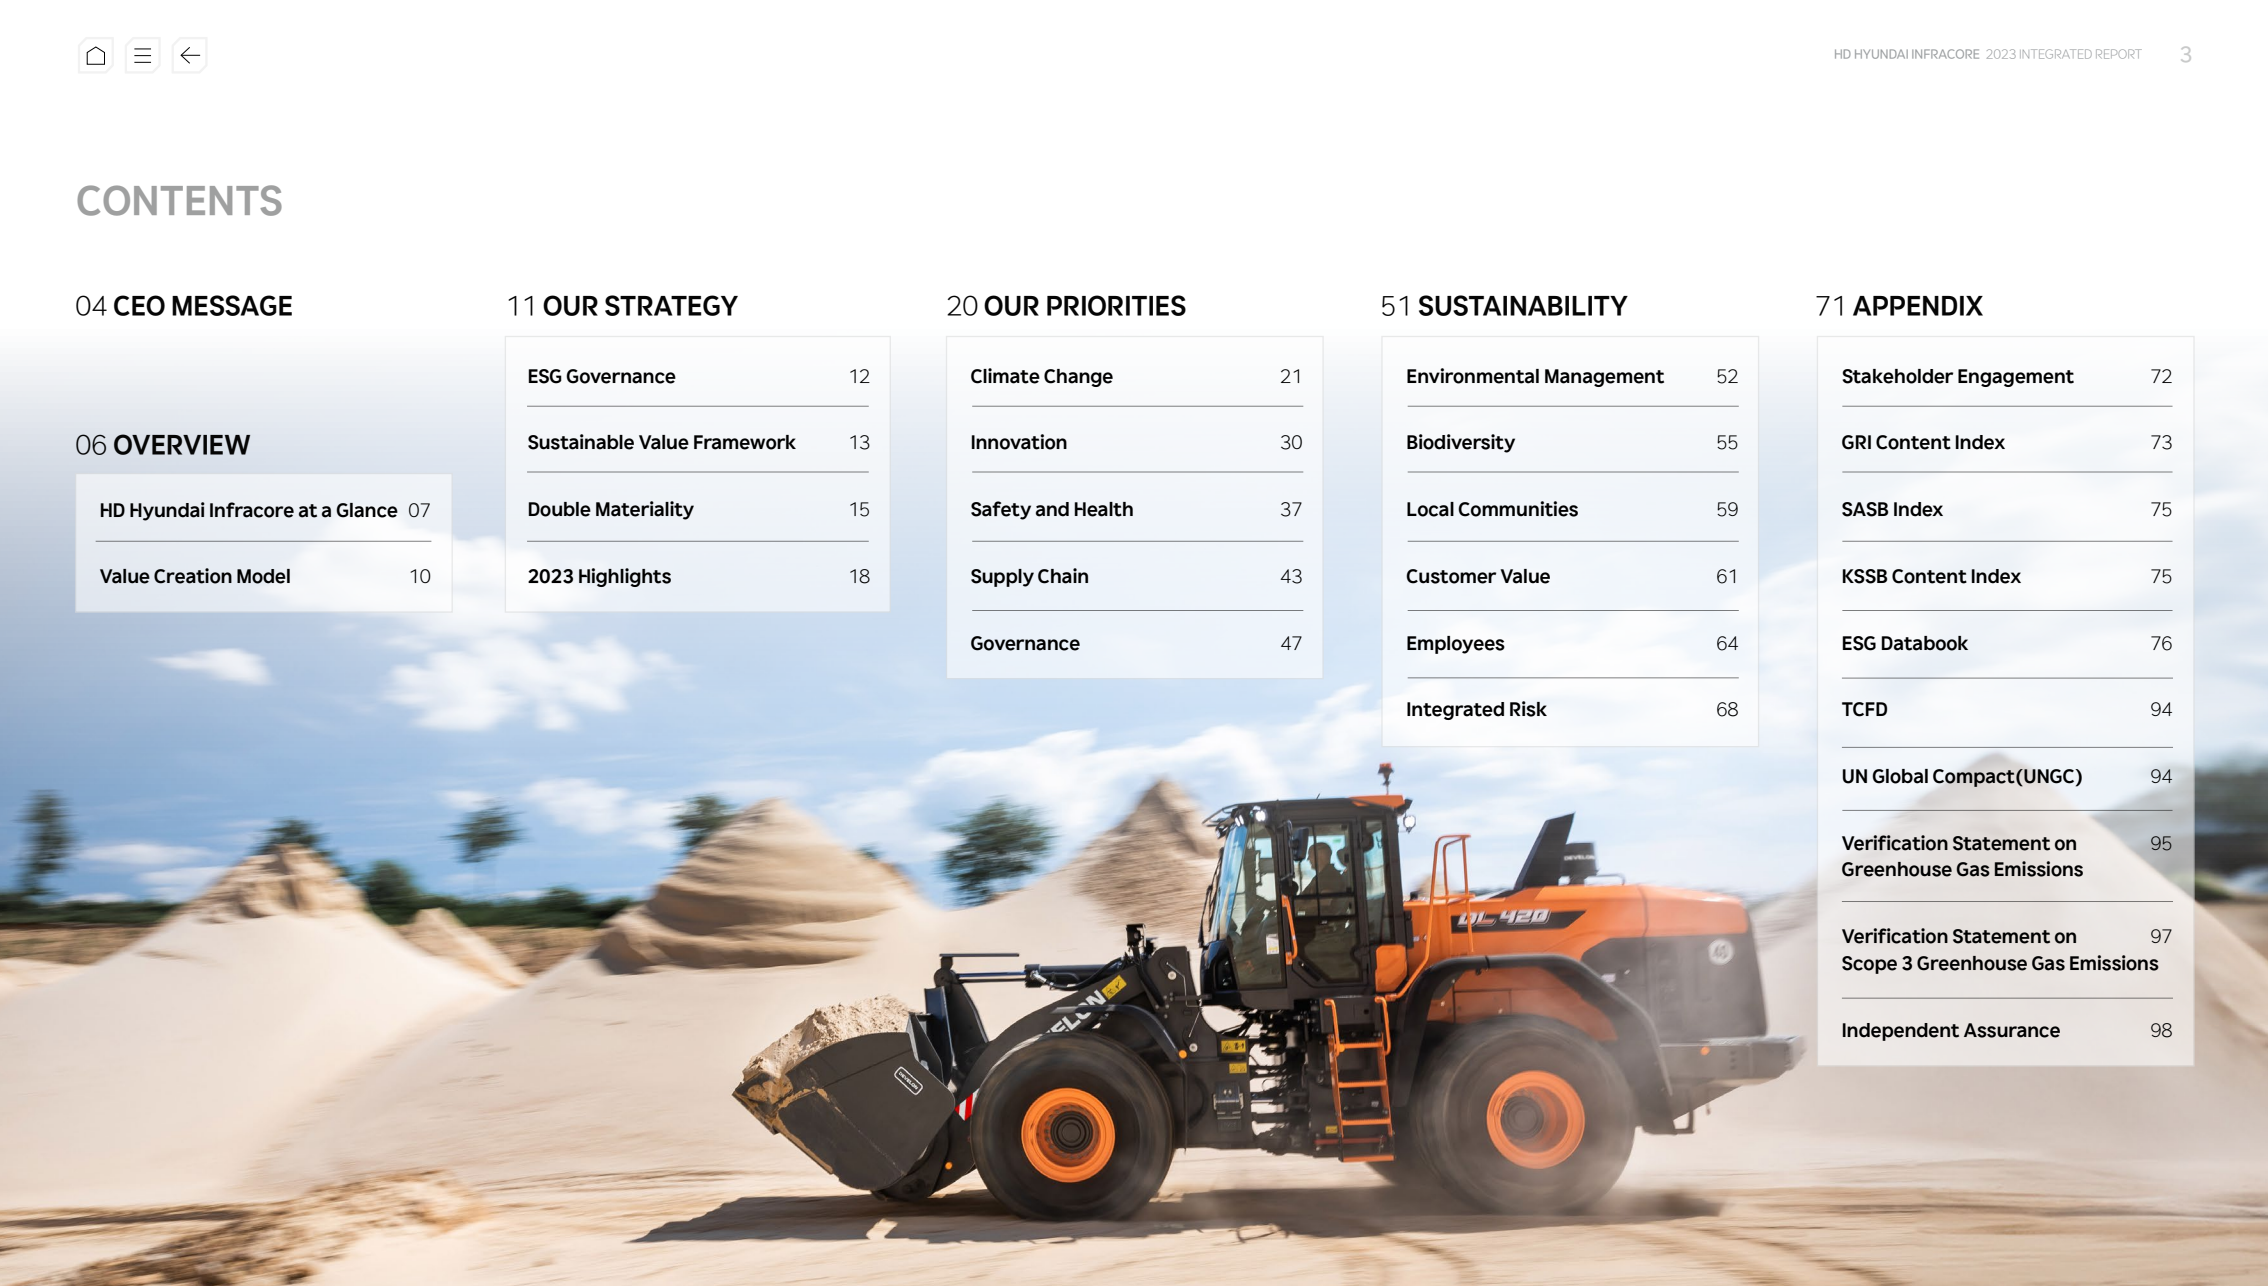 HD HYUNDAI INFRACORE 2023 INTEGRATED REPORT 3
CONTENTS
04 CEO MESSAGE
06 OVERVIEW
HD Hyundai Infracore at a Glance 07
Value Creation Model 10
11 OUR STRATEGY
ESG Governance 12
Sustainable Value Framework 13
Double Materiality 15
2023 Highlights 18
20 OUR PRIORITIES
Climate Change 21
Innovation 30
Safety and Health 37
Supply Chain 43
Governance 47
51 SUSTAINABILITY
Environmental Management 52
Biodiversity 55
Local Communities 59
Customer Value 61
Employees 64
Integrated Risk 68
71 APPENDIX
Stakeholder Engagement 72
GRI Content Index 73
SASB Index 75
KSSB Content Index 75
ESG Databook 76
TCFD 94
UN Global Compact(UNGC) 94
Verification Statement on 95
Greenhouse Gas Emissions
Verification Statement on 97
Scope 3 Greenhouse Gas Emissions
Independent Assurance 98
DEVELON
DL 420
ELON
DEVELON